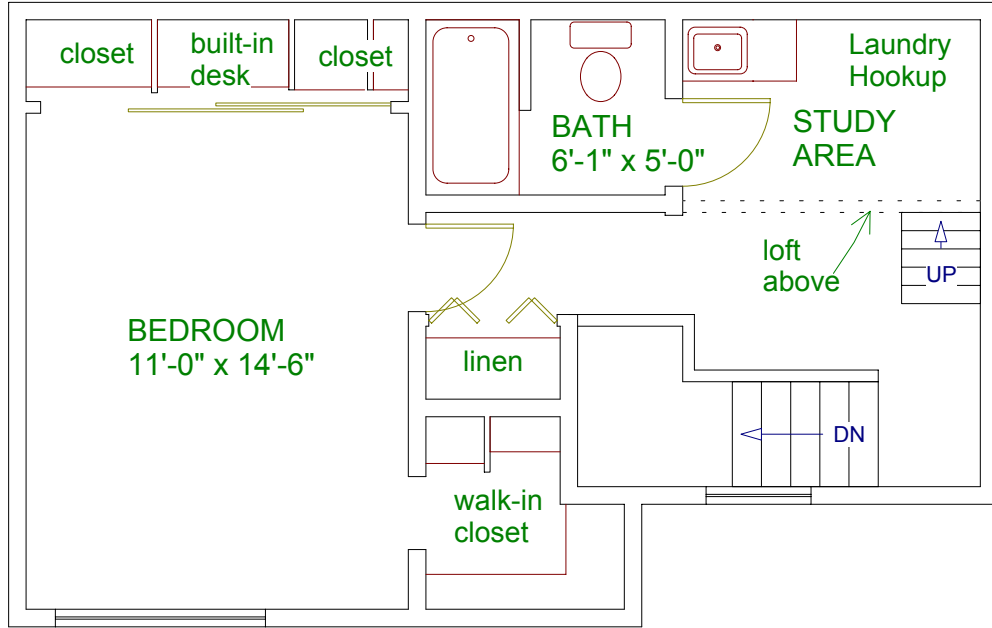 closet
built-in
desk
closet
Laundry
Hookup
BATH
6'-1" x 5'-0"
STUDY
AREA
loft
above
UP
BEDROOM
11'-0" x 14'-6"
linen
DN
walk-in
closet